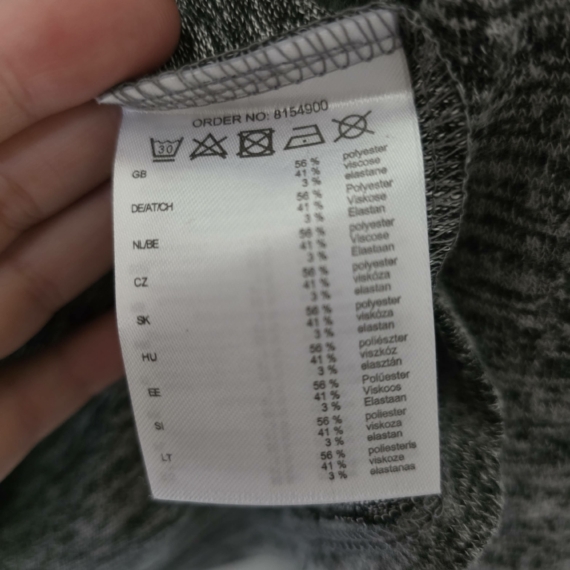 ORDER NO: 8154900
30
GB 56 % polyester
41 % viscose
3 % elastane
DE/AT/CH 56 % Polyester
41 % Viskose
3 % Elastan
NL/BE 56 % Polyester
41 % Viscose
3 % Elastaan
CZ 56 % polyester
41 % viskóza
3 % elastan
SK 56 % polyester
41 % viskóza
3 % elastan
HU 56 % poliészter
41 % viszkóz
3 % elasztán
EE 56 % Polüester
41 % Viskoos
3 % Elastaan
SI 56 % poliester
41 % viskoza
3 % elastan
LT 56 % poliesteris
41 % viskozė
3 % elastanas